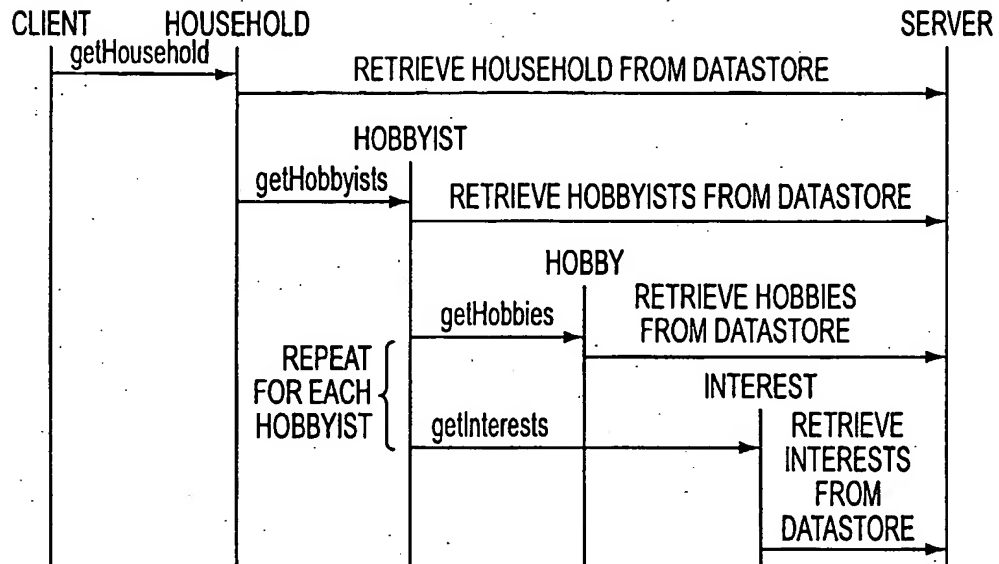 CLIENT HOUSEHOLD SERVER
getHousehold
RETRIEVE HOUSEHOLD FROM DATASTORE
HOBBYIST
getHobbyists
RETRIEVE HOBBYISTS FROM DATASTORE
HOBBY
getHobbies
RETRIEVE HOBBIES
FROM DATASTORE
REPEAT
FOR EACH
HOBBYIST
INTEREST
getInterests
RETRIEVE
INTERESTS
FROM
DATASTORE